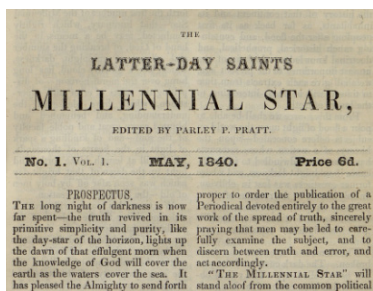 THE
LATTER-DAY SAINTS
MILLENNIAL STAR,
EDITED BY PARLEY P. PRATT.
No. 1. VOL. 1. MAY, 1840. Price 6d.
PROSPECTUS.
THE long night of darkness is now
far spent—the truth revived in its
primitive simplicity and purity, like
the day-star of the horizon, lights up
the dawn of that effulgent morn when
the knowledge of God will cover the
earth as the waters cover the sea. It
has pleased the Almighty to send forth
proper to order the publication of a
Periodical devoted entirely to the great
work of the spread of truth, sincerely
praying that men may be led to care-
fully examine the subject, and to
discern between truth and error, and
act accordingly.
"THE MILLENNIAL STAR" will
stand aloof from the common political